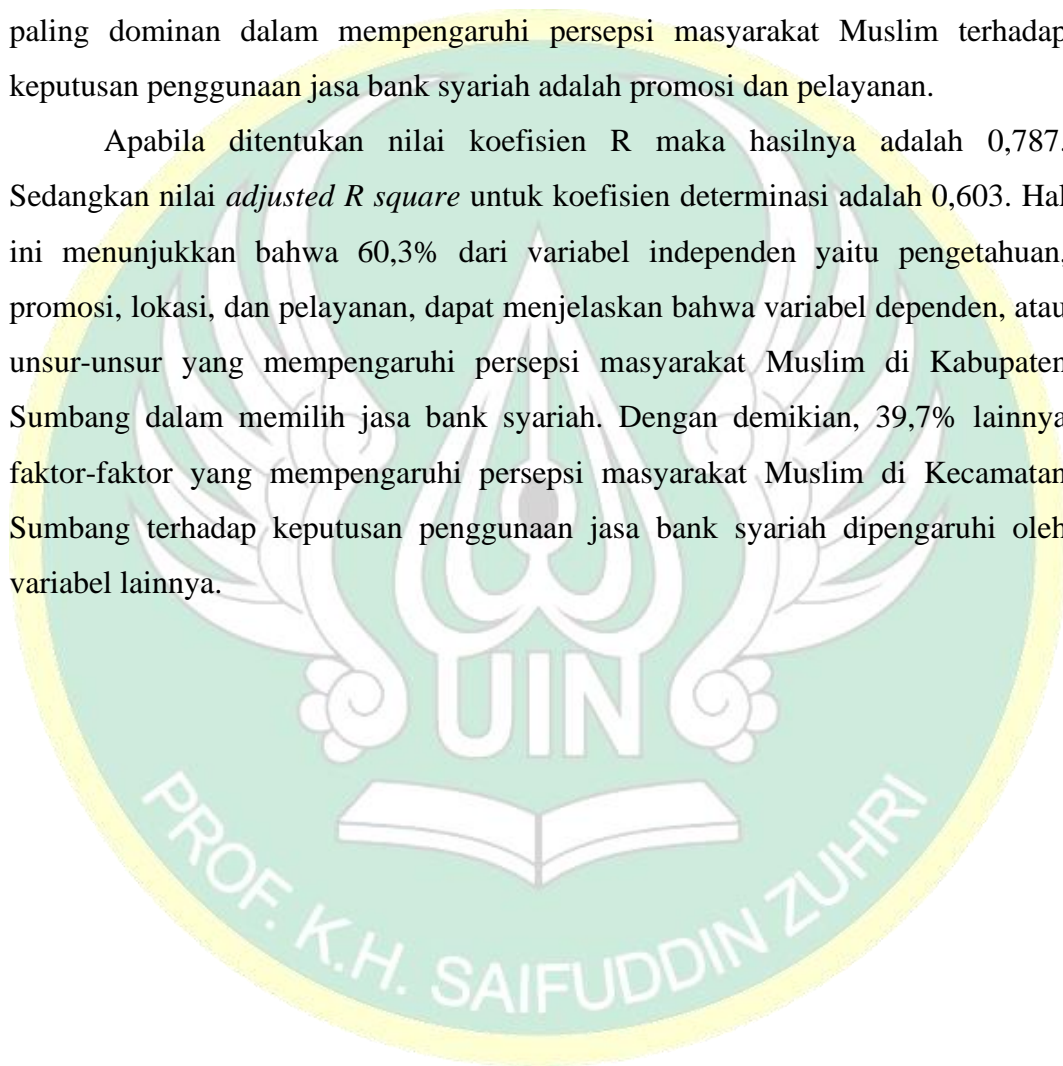 paling dominan dalam mempengaruhi persepsi masyarakat Muslim terhadap
keputusan penggunaan jasa bank syariah adalah promosi dan pelayanan.
Apabila ditentukan nilai koefisien R maka hasilnya adalah 0,787.
Sedangkan nilai adjusted R square untuk koefisien determinasi adalah 0,603. Hal
ini menunjukkan bahwa 60,3% dari variabel independen yaitu pengetahuan,
promosi, lokasi, dan pelayanan, dapat menjelaskan bahwa variabel dependen, atau
unsur-unsur yang mempengaruhi persepsi masyarakat Muslim di Kabupaten
Sumbang dalam memilih jasa bank syariah. Dengan demikian, 39,7% lainnya
faktor-faktor yang mempengaruhi persepsi masyarakat Muslim di Kecamatan
Sumbang terhadap keputusan penggunaan jasa bank syariah dipengaruhi oleh
variabel lainnya.
UIN
PROF. K.H. SAIFUDDIN ZUHRI